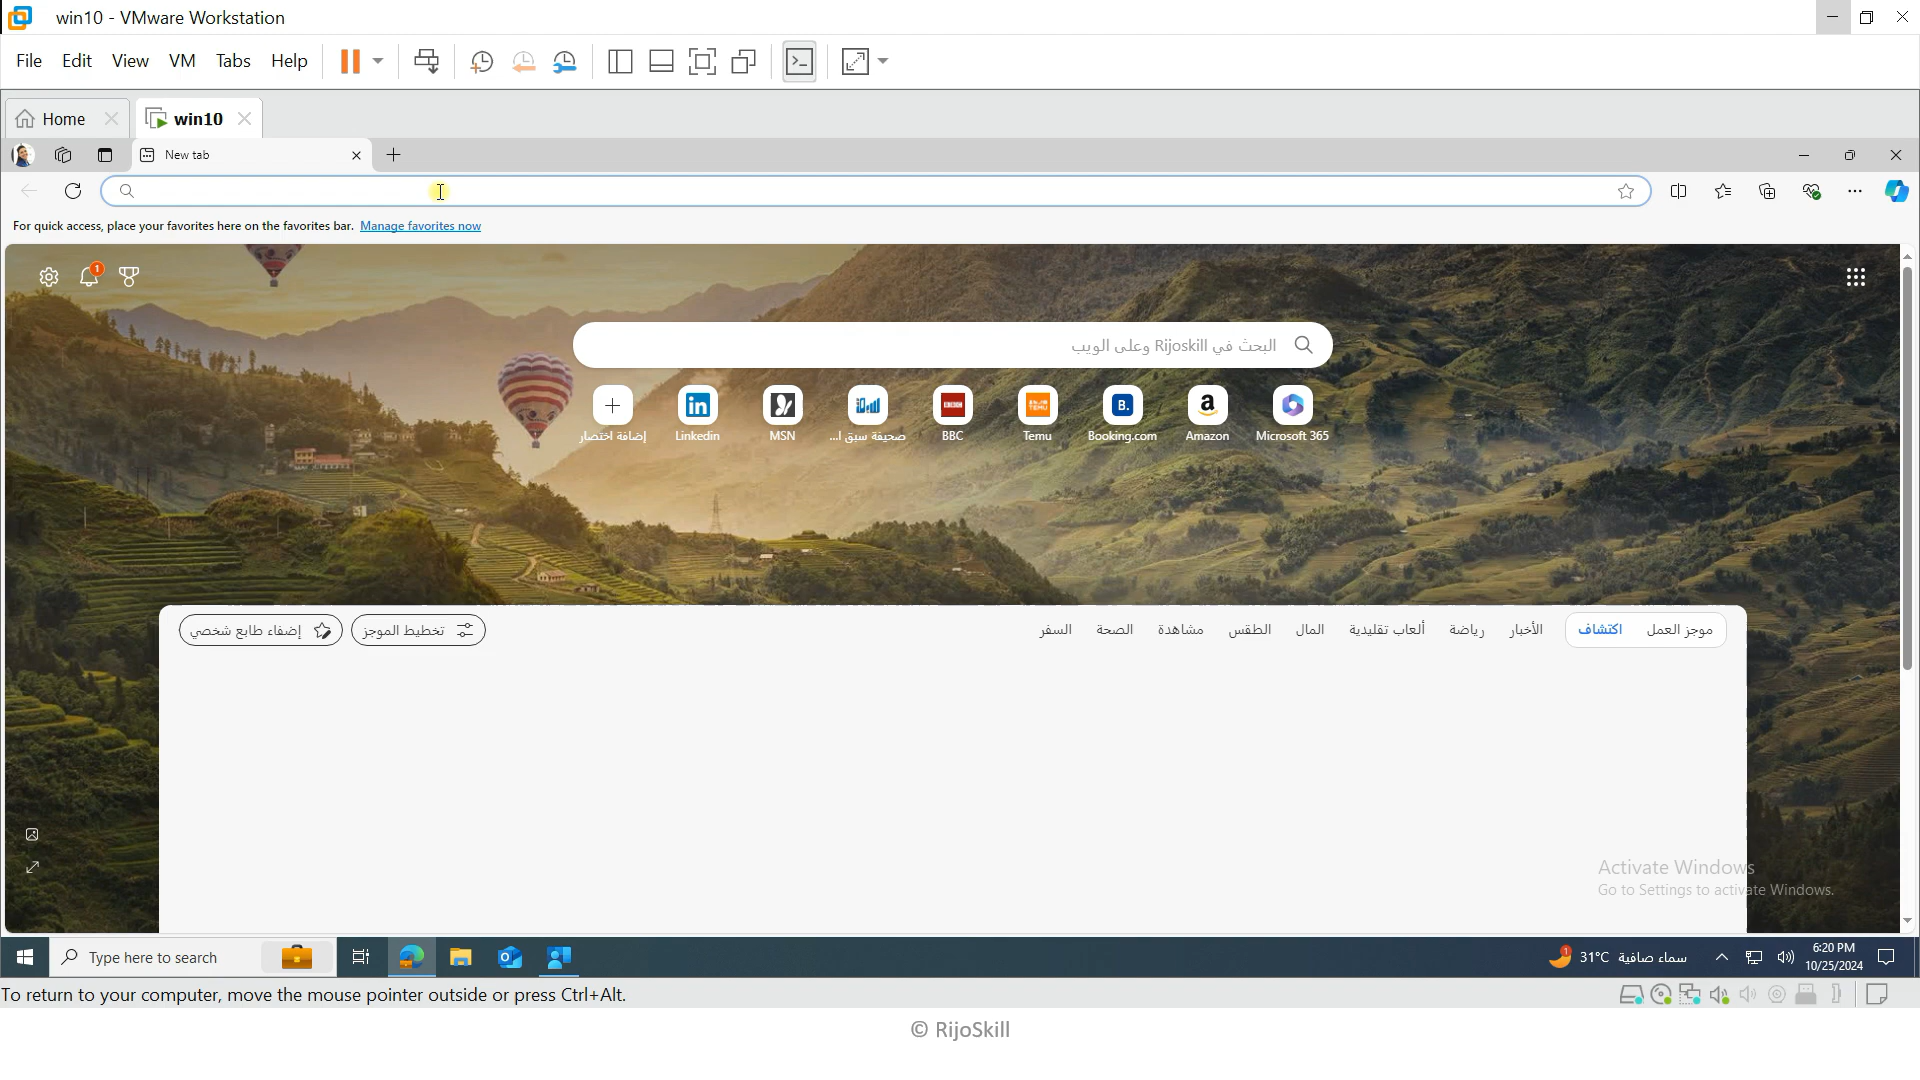 win10 - VMware Workstation
File Edit View VM Tabs Help
Home win10
New tab
For quick access, place your favorites here on the favorites bar. Manage favorites now
1
البحث في Rijoskill وعلى الويب
إضافة اختصار Linkedin MSN صحيفة سبق ا... BBC Temu Booking.com Amazon Microsoft 365
موجز العمل اكتشاف الأخبار رياضة ألعاب تقليدية المال الطقس مشاهدة الصحة السفر تخطيط الموجز إضفاء طابع شخصي
Activate Windows
Go to Settings to activate Windows.
Type here to search 1 31°C سماء صافية 6:20 PM
10/25/2024
To return to your computer, move the mouse pointer outside or press Ctrl+Alt.
© RijoSkill